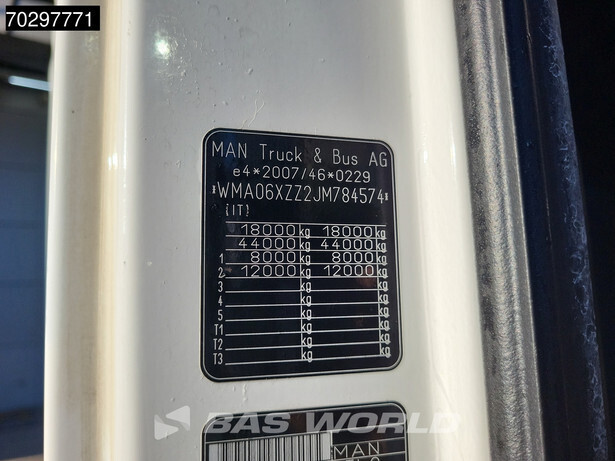 70297771
MAN Truck & Bus AG
e4*2007/46*0229
*WMA06XZZ2JM784574*
(IT)
18000 kg 18000 kg
44000 kg 44000 kg
1 8000 kg 8000 kg
2 12000 kg 12000 kg
3 kg kg
4 kg kg
5 kg kg
T1 kg kg
T2 kg kg
T3 kg kg
BAS WORLD
MAN